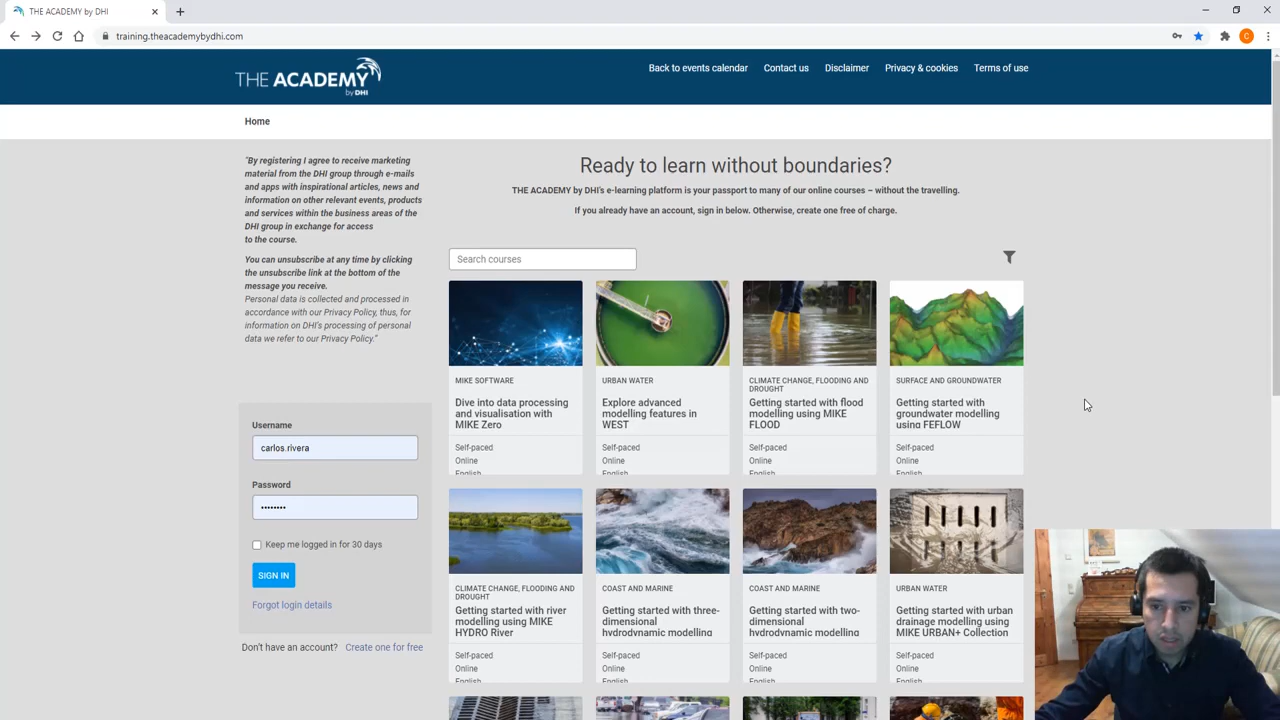 THE ACADEMY by DHI
training.theacademybydhi.com
C
THE ACADEMY
by DHI
Back to events calendar
Contact us
Disclaimer
Privacy & cookies
Terms of use
Home
"By registering I agree to receive marketing
material from the DHI group through e-mails
and apps with inspirational articles, news and
information on other relevant events, products
and services within the business areas of the
DHI group in exchange for access
to the course.
You can unsubscribe at any time by clicking
the unsubscribe link at the bottom of the
message you receive.
Personal data is collected and processed in
accordance with our Privacy Policy, thus, for
information on DHI's processing of personal
data we refer to our Privacy Policy."
Username
carlos.rivera
Password
••••••••
Keep me logged in for 30 days
SIGN IN
Forgot login details
Don't have an account? Create one for free
Ready to learn without boundaries?
THE ACADEMY by DHI's e-learning platform is your passport to many of our online courses – without the travelling.
If you already have an account, sign in below. Otherwise, create one free of charge.
Search courses
MIKE SOFTWARE
Dive into data processing
and visualisation with
MIKE Zero
Self-paced
Online
English
URBAN WATER
Explore advanced
modelling features in
WEST
Self-paced
Online
English
CLIMATE CHANGE, FLOODING AND
DROUGHT
Getting started with flood
modelling using MIKE
FLOOD
Self-paced
Online
English
SURFACE AND GROUNDWATER
Getting started with
groundwater modelling
using FEFLOW
Self-paced
Online
English
CLIMATE CHANGE, FLOODING AND
DROUGHT
Getting started with river
modelling using MIKE
HYDRO River
Self-paced
Online
English
COAST AND MARINE
Getting started with three-
dimensional
hydrodynamic modelling
Self-paced
Online
English
COAST AND MARINE
Getting started with two-
dimensional
hydrodynamic modelling
Self-paced
Online
English
URBAN WATER
Getting started with urban
drainage modelling using
MIKE URBAN+ Collection
Self-paced
Online
English